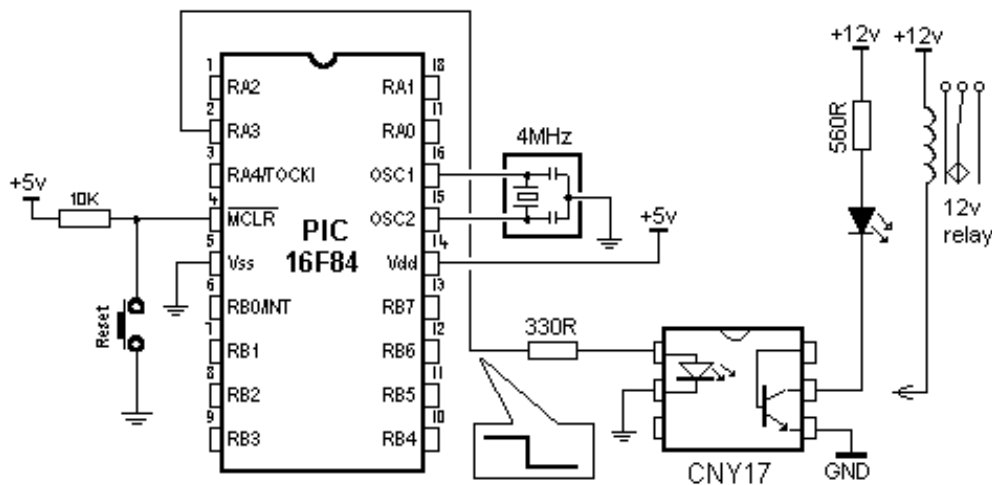 +12v
+12v
1
RA2
18
RA1
2
RA3
17
RA0
560R
3
RA4/TOCKI
16
OSC1
4MHz
+5v
10K
4
MCLR
15
OSC2
+5v
12v
relay
PIC
16F84
5
Vss
14
Vdd
6
RB0/INT
13
RB7
Reset
7
RB1
12
RB6
330R
8
RB2
11
RB5
9
RB3
10
RB4
CNY17
GND